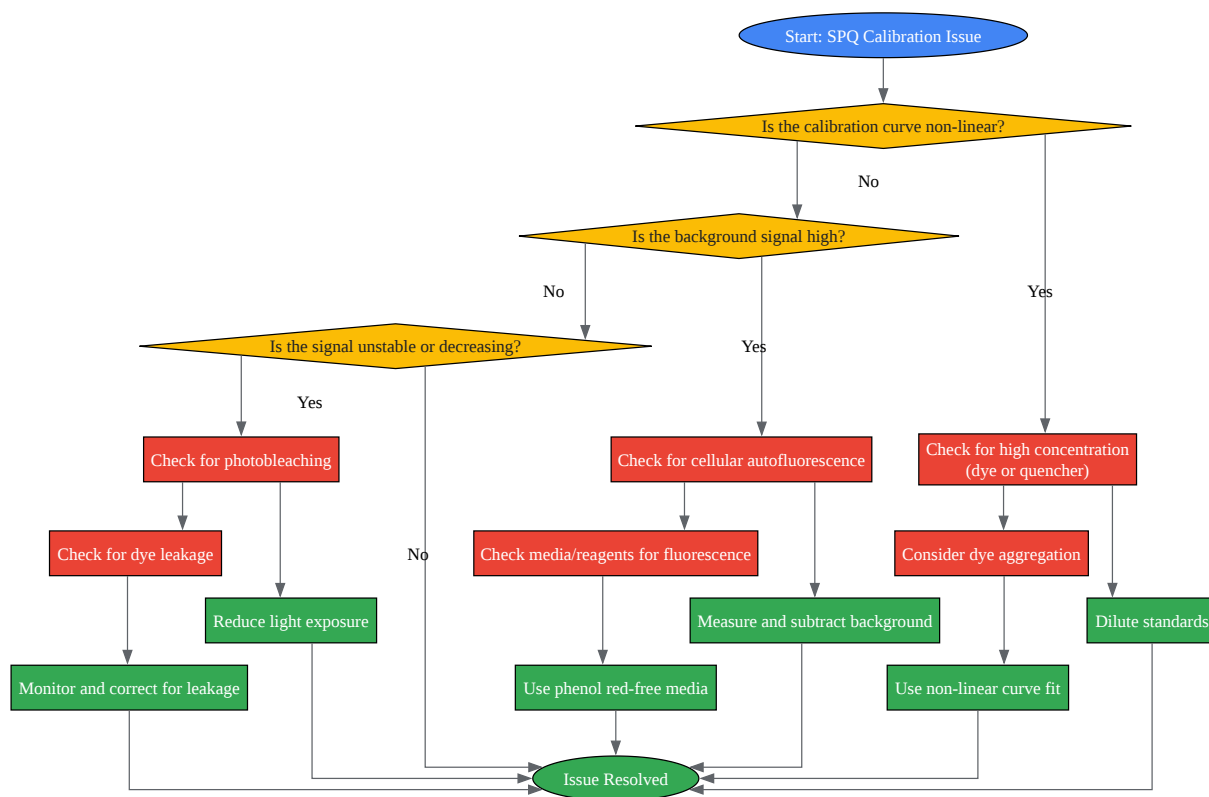 Start: SPQ Calibration Issue
Is the calibration curve non-linear?
No
Is the background signal high?
No
Yes
Is the signal unstable or decreasing?
Yes
Yes
Check for photobleaching
Check for cellular autofluorescence
Check for high concentration
(dye or quencher)
Check for dye leakage
No
Check media/reagents for fluorescence
Consider dye aggregation
Reduce light exposure
Measure and subtract background
Dilute standards
Monitor and correct for leakage
Use phenol red-free media
Use non-linear curve fit
Issue Resolved